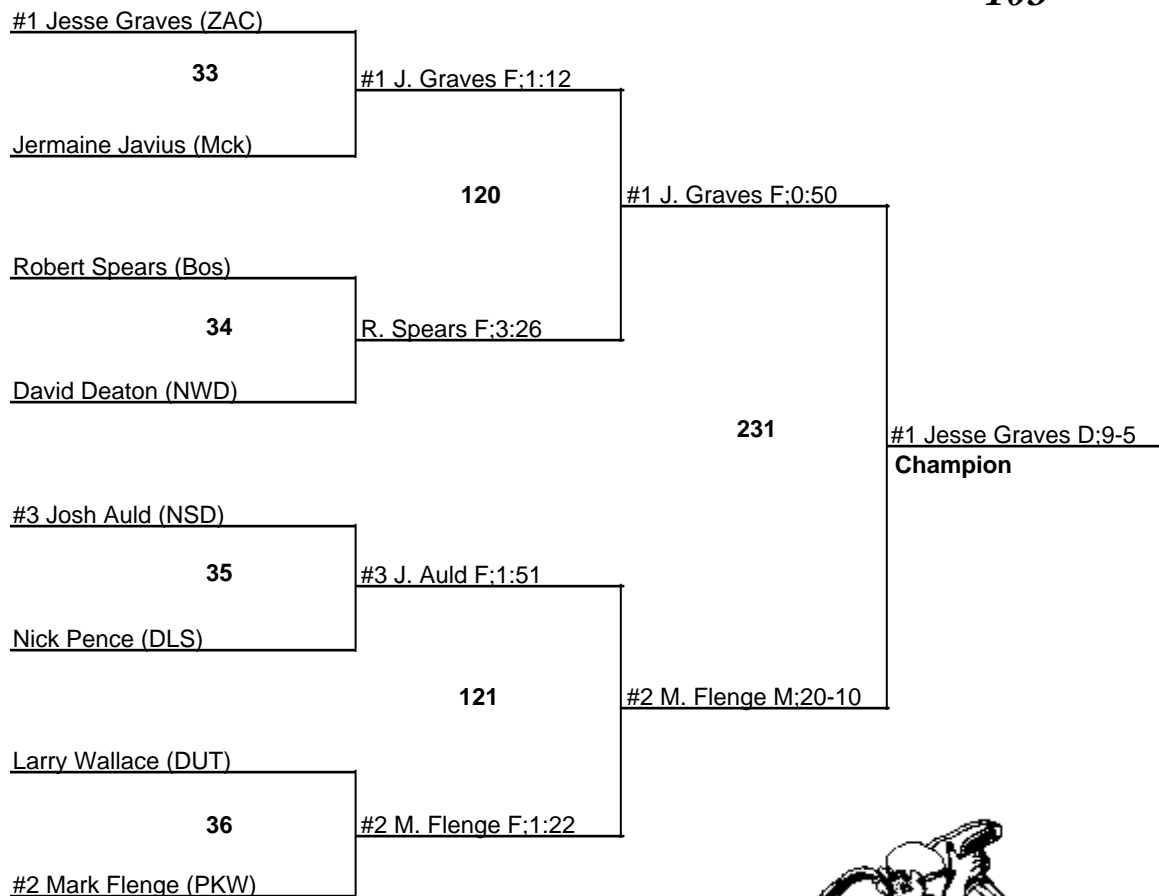 #1 Jesse Graves (ZAC)
33
#1 J. Graves F;1:12
Jermaine Javius (Mck)
120
#1 J. Graves F;0:50
Robert Spears (Bos)
34
R. Spears F;3:26
David Deaton (NWD)
231
#1 Jesse Graves D;9-5
Champion
#3 Josh Auld (NSD)
35
#3 J. Auld F;1:51
Nick Pence (DLS)
121
#2 M. Flenge M;20-10
Larry Wallace (DUT)
36
#2 M. Flenge F;1:22
#2 Mark Flenge (PKW)